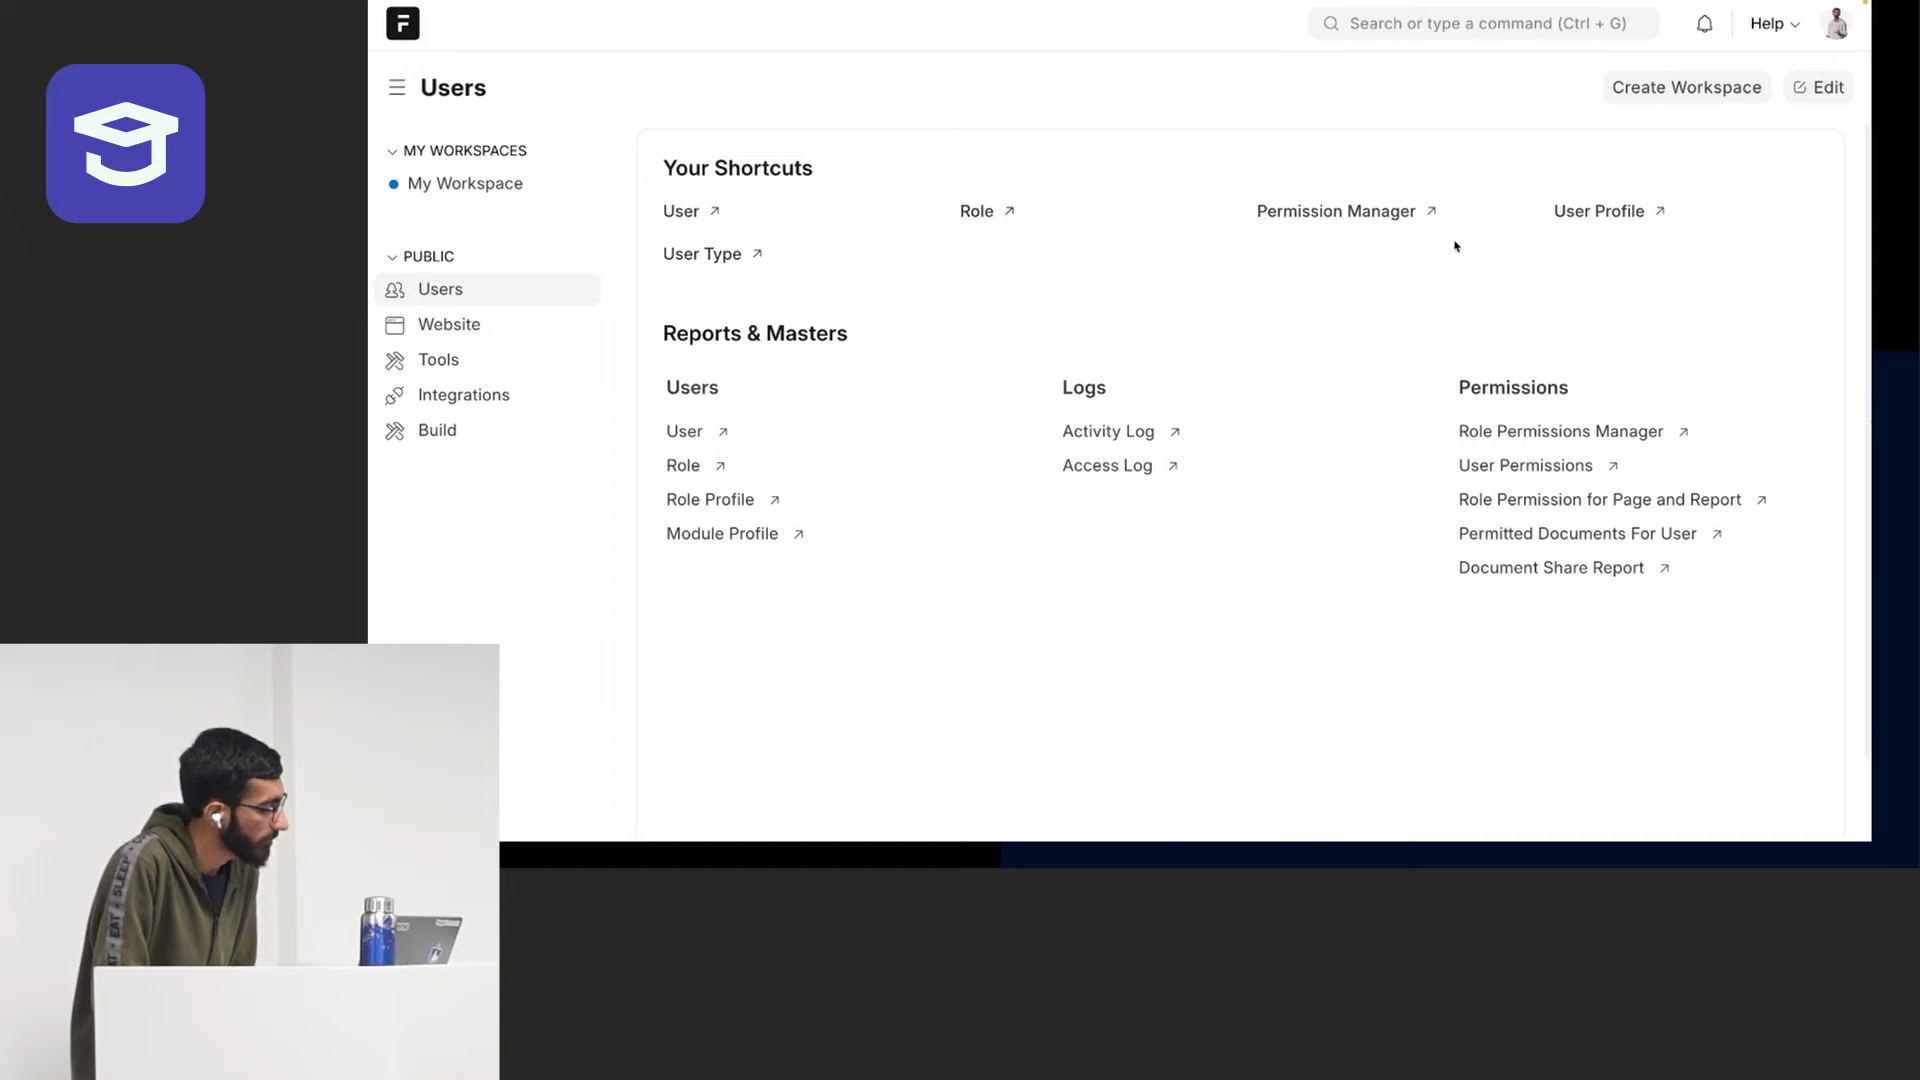 F
Search or type a command (Ctrl + G)
Help
Users
Create Workspace
Edit
MY WORKSPACES
My Workspace
PUBLIC
Users
Website
Tools
Integrations
Build
Your Shortcuts
User
Role
Permission Manager
User Profile
User Type
Reports & Masters
Users
User
Role
Role Profile
Module Profile
Logs
Activity Log
Access Log
Permissions
Role Permissions Manager
User Permissions
Role Permission for Page and Report
Permitted Documents For User
Document Share Report
EAT • SLEEP